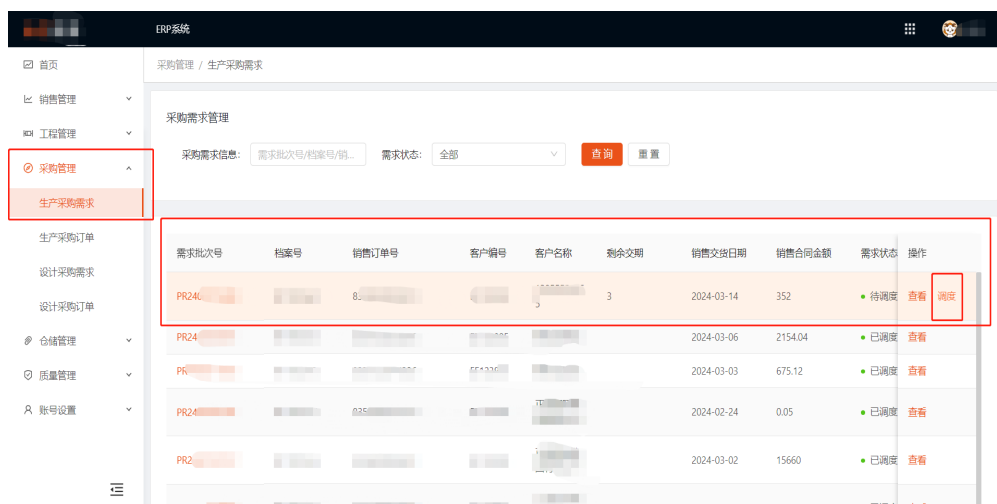 ERP系统
首页
采购管理 / 生产采购需求
销售管理
工程管理
采购管理
生产采购需求
生产采购订单
设计采购需求
设计采购订单
仓储管理
质量管理
账号设置
采购需求管理
采购需求信息: 需求批次号/档案号/销... 需求状态: 全部 查询 重置
需求批次号 档案号 销售订单号 客户编号 客户名称 剩余交期 销售交货日期 销售合同金额 需求状态 操作
PR240 3 2024-03-14 352 待调度 查看 调度
PR24 2024-03-06 2154.04 已调度 查看
PR 2024-03-03 675.12 已调度 查看
PR24 2024-02-24 0.05 已调度 查看
PR2 2024-03-02 15660 已调度 查看